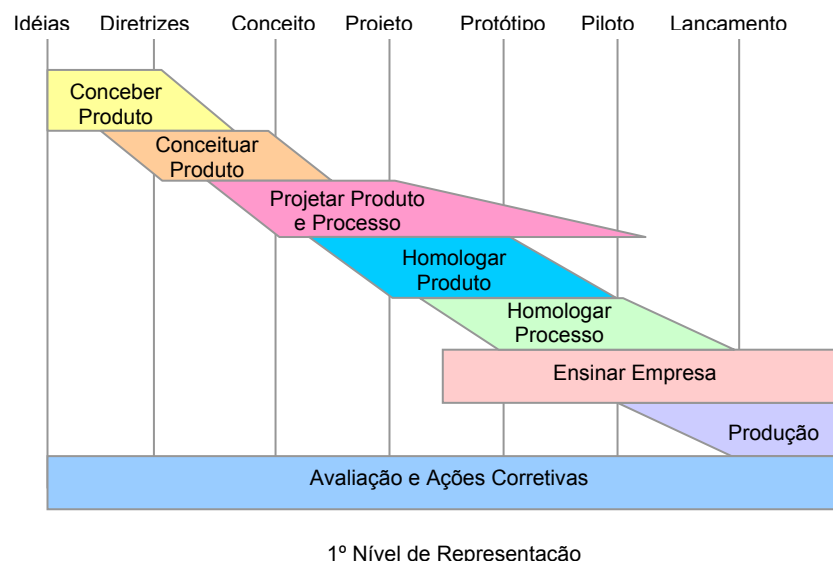 Idéias Diretrizes Conceito Projeto Protótipo Piloto Lançamento
Conceber
Produto
Conceituar
Produto
Projetar Produto
e Processo
Homologar
Produto
Homologar
Processo
Ensinar Empresa
Produção
Avaliação e Ações Corretivas
1º Nível de Representação